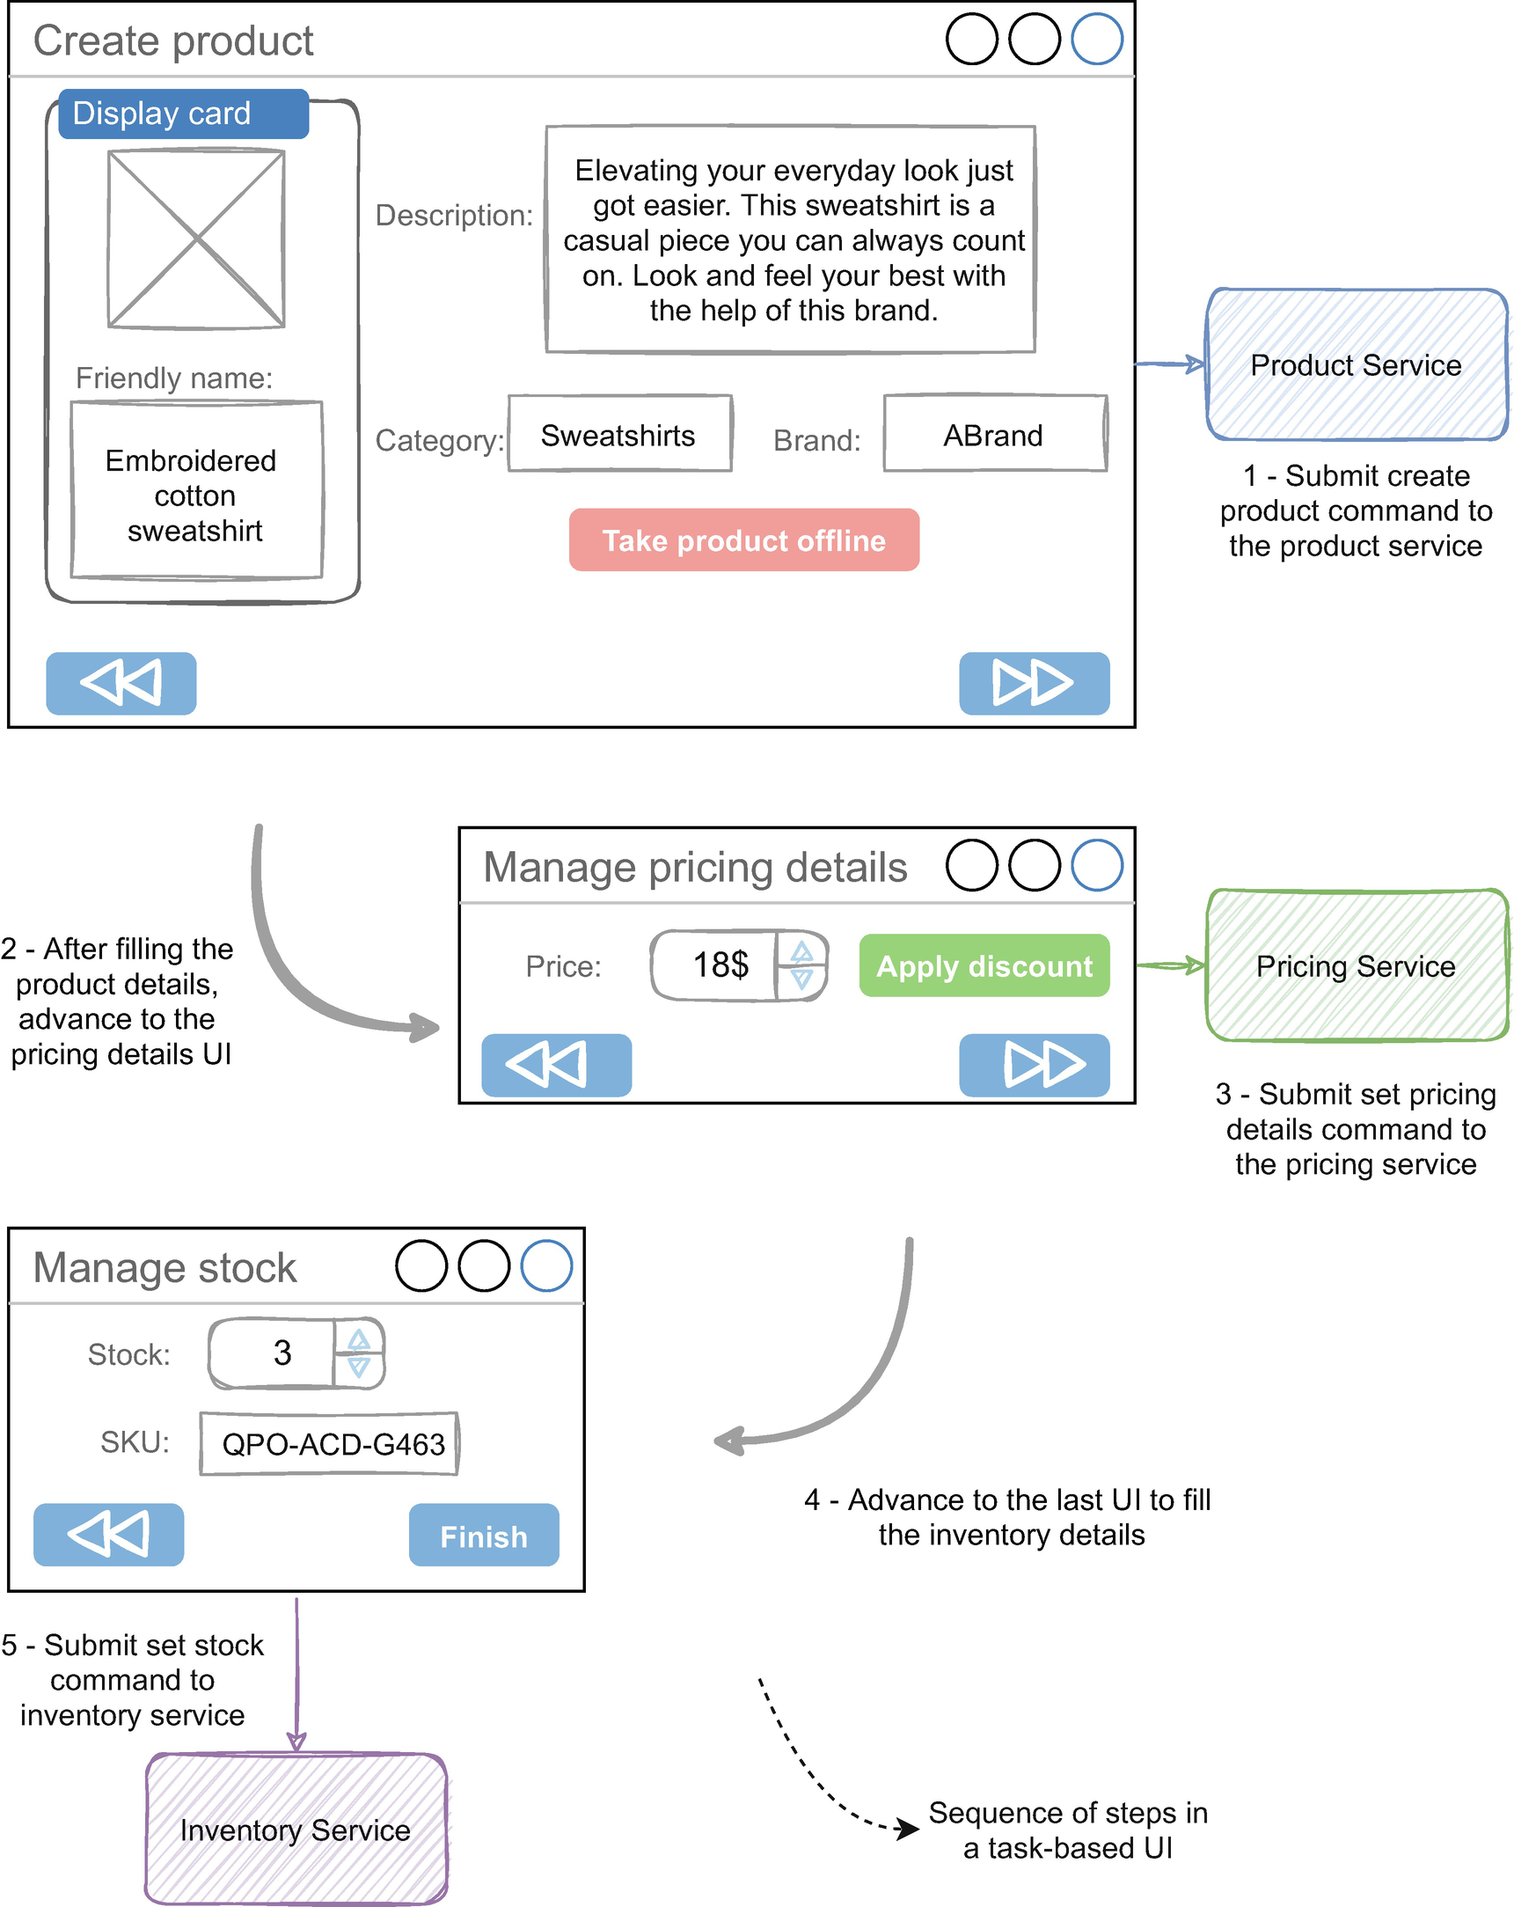 Create product
Display card
Friendly name:
Embroidered
cotton
sweatshirt
Description:
Elevating your everyday look just
got easier. This sweatshirt is a
casual piece you can always count
on. Look and feel your best with
the help of this brand.
Category:
Sweatshirts
Brand:
ABrand
Take product offline
Product Service
1 - Submit create
product command to
the product service
2 - After filling the
product details,
advance to the
pricing details UI
Manage pricing details
Price:
18$
Apply discount
Pricing Service
3 - Submit set pricing
details command to
the pricing service
Manage stock
Stock:
3
SKU:
QPO-ACD-G463
Finish
4 - Advance to the last UI to fill
the inventory details
5 - Submit set stock
command to
inventory service
Inventory Service
Sequence of steps in
a task-based UI